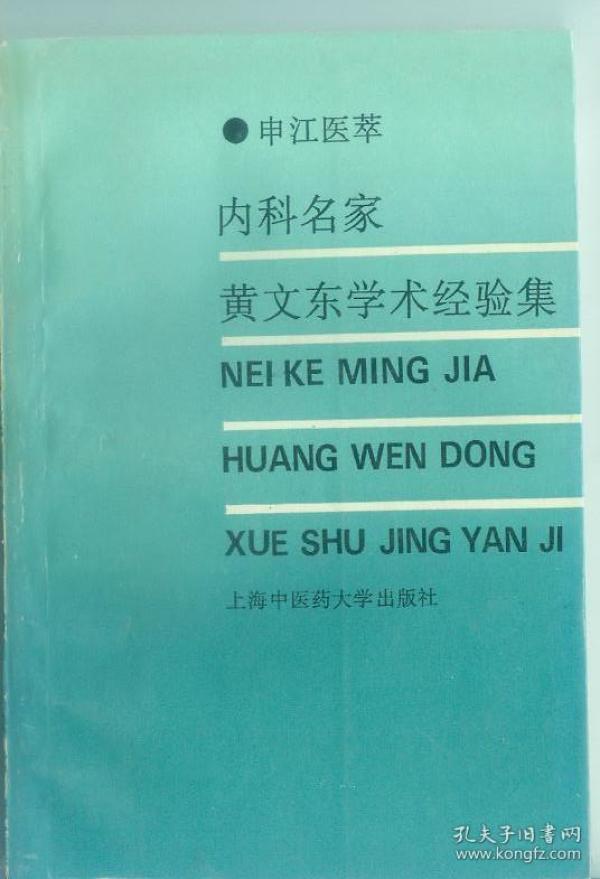 ●申江医萃
内科名家
黄文东学术经验集
NEI KE MING JIA
HUANG WEN DONG
XUE SHU JING YAN JI
上海中医药大学出版社
孔夫子旧书网
www.kongfz.com